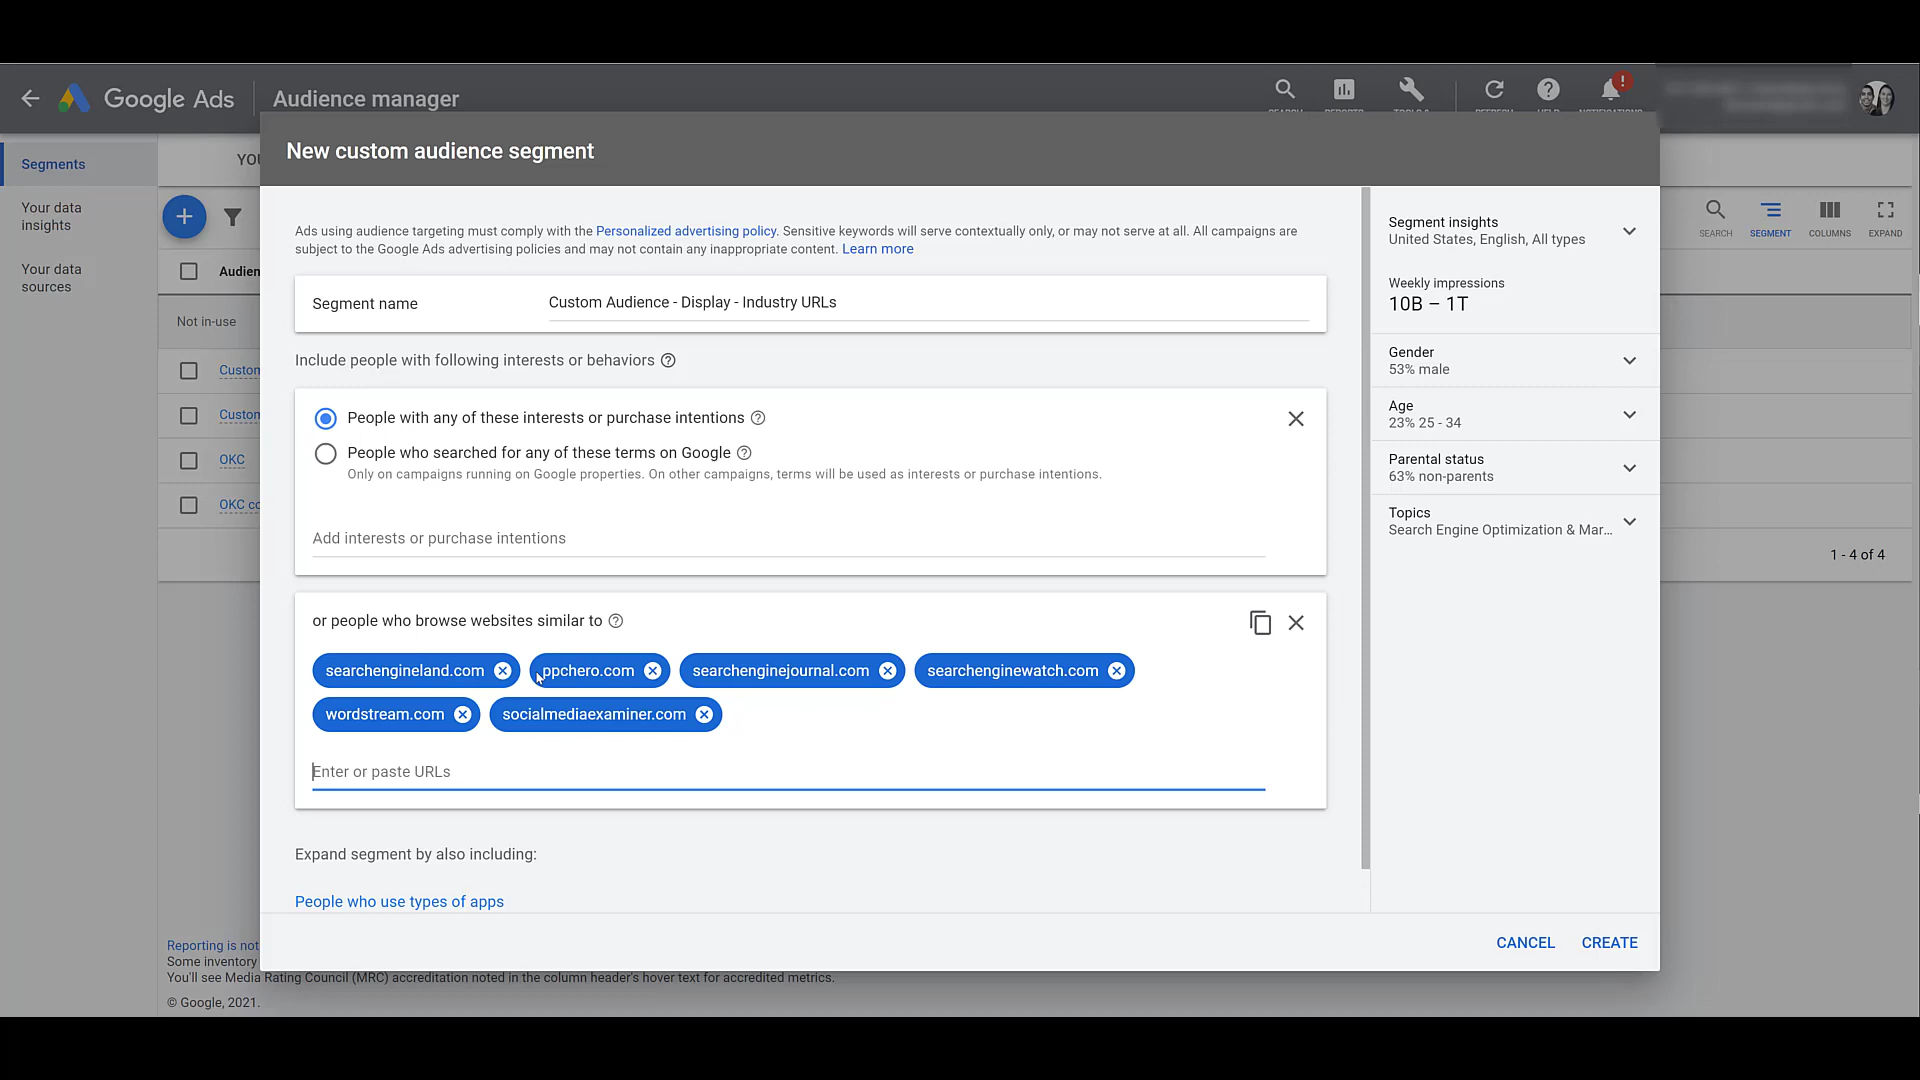 Google Ads
Audience manager
New custom audience segment
Segments
Your data
insights
Your data
sources
Ads using audience targeting must comply with the Personalized advertising policy. Sensitive keywords will serve contextually only, or may not serve at all. All campaigns are
subject to the Google Ads advertising policies and may not contain any inappropriate content. Learn more
Segment name
Custom Audience - Display - Industry URLs
Include people with following interests or behaviors
People with any of these interests or purchase intentions
People who searched for any of these terms on Google
Only on campaigns running on Google properties. On other campaigns, terms will be used as interests or purchase intentions.
Add interests or purchase intentions
or people who browse websites similar to
searchengineland.com
ppchero.com
searchenginejournal.com
searchenginewatch.com
wordstream.com
socialmediaexaminer.com
Enter or paste URLs
Expand segment by also including:
People who use types of apps
CANCEL
CREATE
Segment insights
United States, English, All types
Weekly impressions
10B – 1T
Gender
53% male
Age
23% 25 - 34
Parental status
63% non-parents
Topics
Search Engine Optimization & Mar...
SEARCH
SEGMENT
COLUMNS
EXPAND
YOU
Audien
Not in-use
Custom
Custom
OKC
OKC co
1 - 4 of 4
Reporting is not
Some inventory
You'll see Media Rating Council (MRC) accreditation noted in the column header's hover text for accredited metrics.
© Google, 2021.